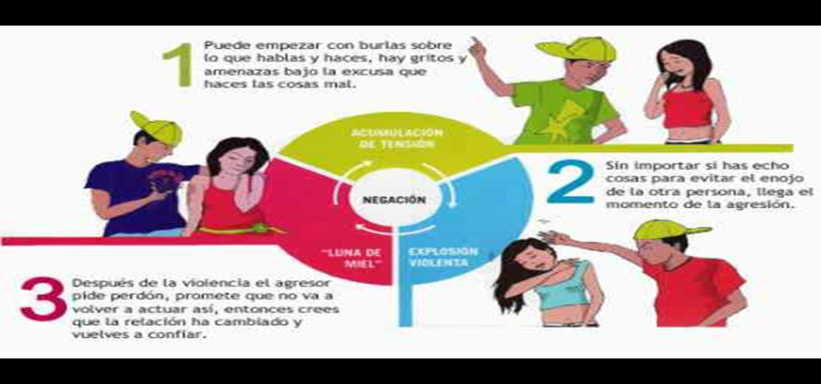 1
Puede empezar con burlas sobre
lo que hablas y haces, hay gritos y
amenazas bajo la excusa que
haces las cosas mal.
ACUMULACIÓN
DE TENSIÓN
2
Sin importar si has echo
cosas para evitar el enojo
de la otra persona, llega el
momento de la agresión.
NEGACIÓN
"LUNA DE
MIEL"
EXPLOSIÓN
VIOLENTA
3
Después de la violencia el agresor
pide perdón, promete que no va a
volver a actuar así, entonces crees
que la relación ha cambiado y
vuelves a confiar.